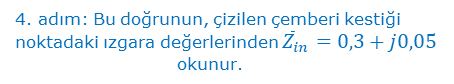 4. adım: Bu doğrunun, çizilen çemberi kestiği
noktadaki ızgara değerlerinden Z̄ᵢₙ = 0,3 + j0,05
okunur.